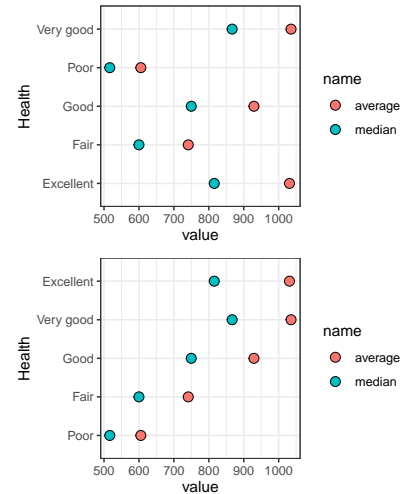 Very good
Poor
Good
Fair
Excellent
Health
500 600 700 800 900 1000
value
name
average
median
Excellent
Very good
Good
Fair
Poor
Health
500 600 700 800 900 1000
value
name
average
median